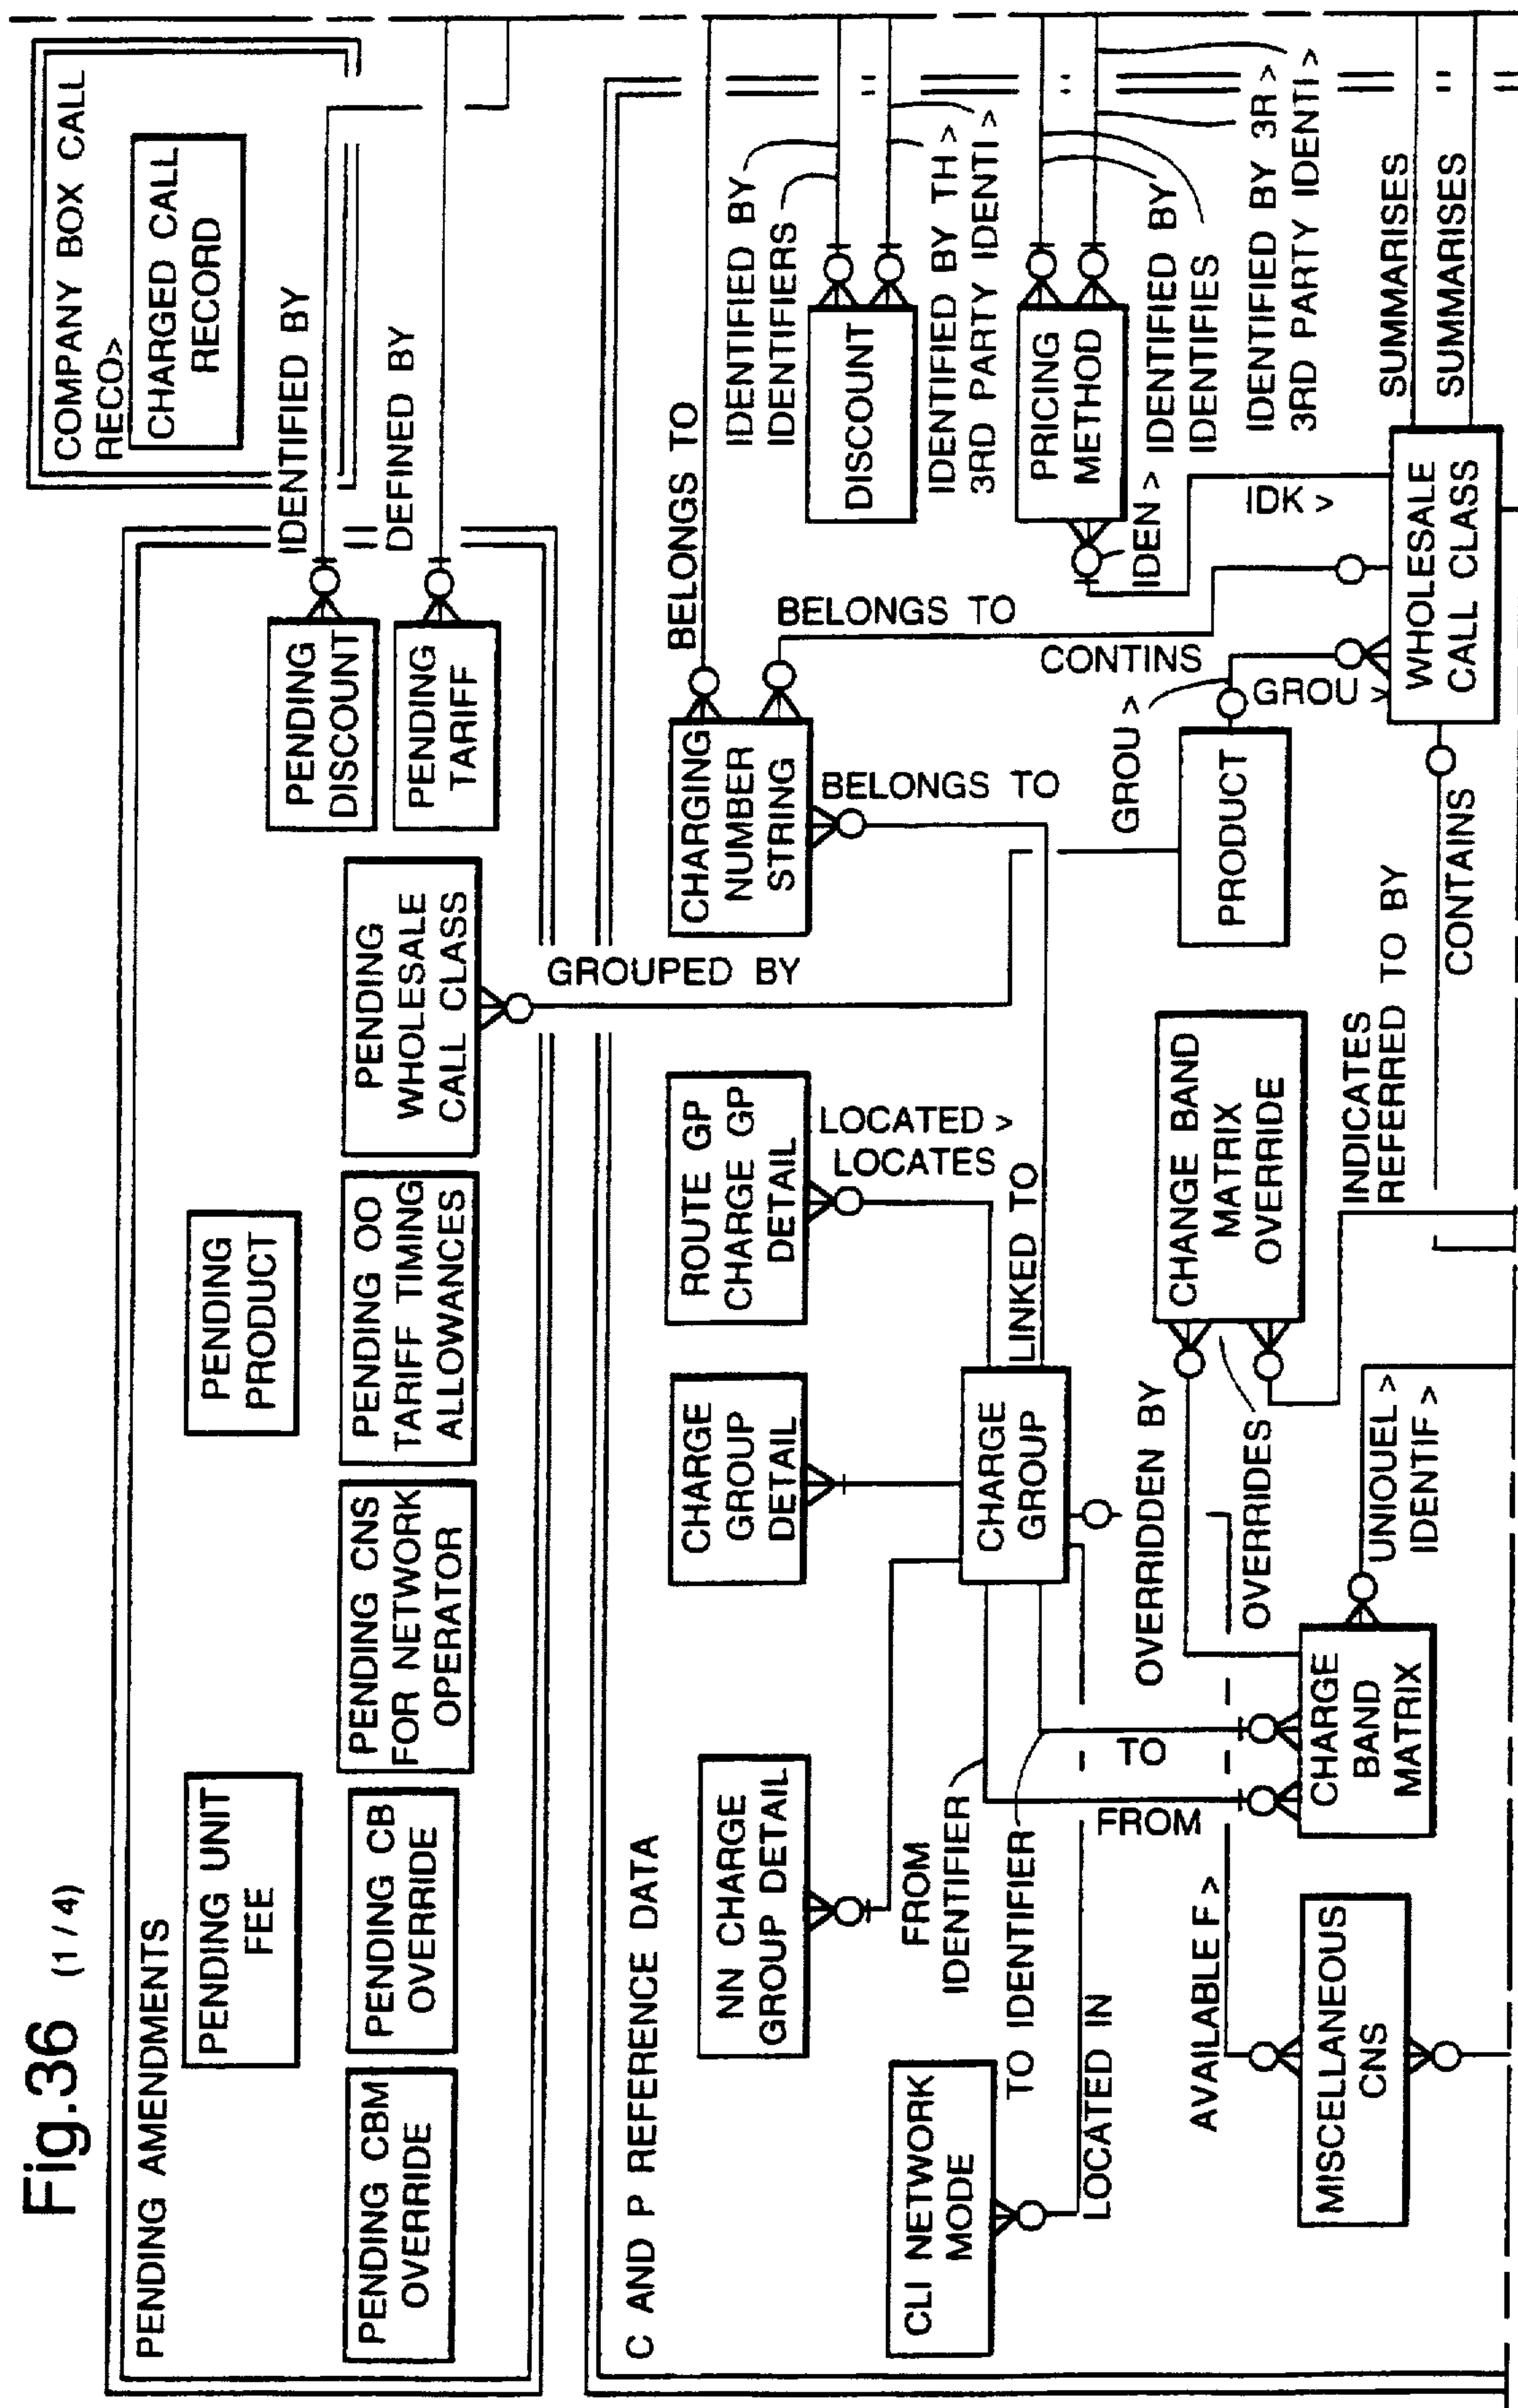 Fig.36 (1/4)
PENDING AMENDMENTS
PENDING UNIT
FEE
PENDING
PRODUCT
PENDING CBM
OVERRIDE
PENDING CB
OVERRIDE
PENDING CNS
FOR NETWORK
OPERATOR
PENDING OO
TARIFF TIMING
ALLOWANCES
PENDING
WHOLESALE
CALL CLASS
PENDING
DISCOUNT
PENDING
TARIFF
IDENTIFIED BY
DEFINED BY
COMPANY BOX CALL
RECO>
CHARGED CALL
RECORD
GROUPED BY
C AND P REFERENCE DATA
CLI NETWORK
MODE
NN CHARGE
GROUP DETAIL
CHARGE
GROUP
DETAIL
ROUTE GP
CHARGE GP
DETAIL
LOCATED >
LOCATES
CHARGING
NUMBER
STRING
BELONGS TO
BELONGS TO
BELONGS TO
CONTINS
IDENTIFIED BY
IDENTIFIERS
DISCOUNT
IDENTIFIED BY TH >
3RD PARTY IDENTI >
PRICING
METHOD
IDEN >
IDENTIFIED BY
IDENTIFIES
IDENTIFIED BY 3R >
3RD PARTY IDENTI >
FROM
IDENTIFIER
TO IDENTIFIER
LOCATED IN
CHARGE
GROUP
LINKED TO
GROU >
GROU >
PRODUCT
IDK >
SUMMARISES
SUMMARISES
WHOLESALE
CALL CLASS
CONTAINS
INDICATES
REFERRED TO BY
CHANGE BAND
MATRIX
OVERRIDE
OVERRIDDEN BY
OVERRIDES
TO
FROM
AVAILABLE F >
UNIOUEL >
IDENTIF >
CHARGE
BAND
MATRIX
MISCELLANEOUS
CNS